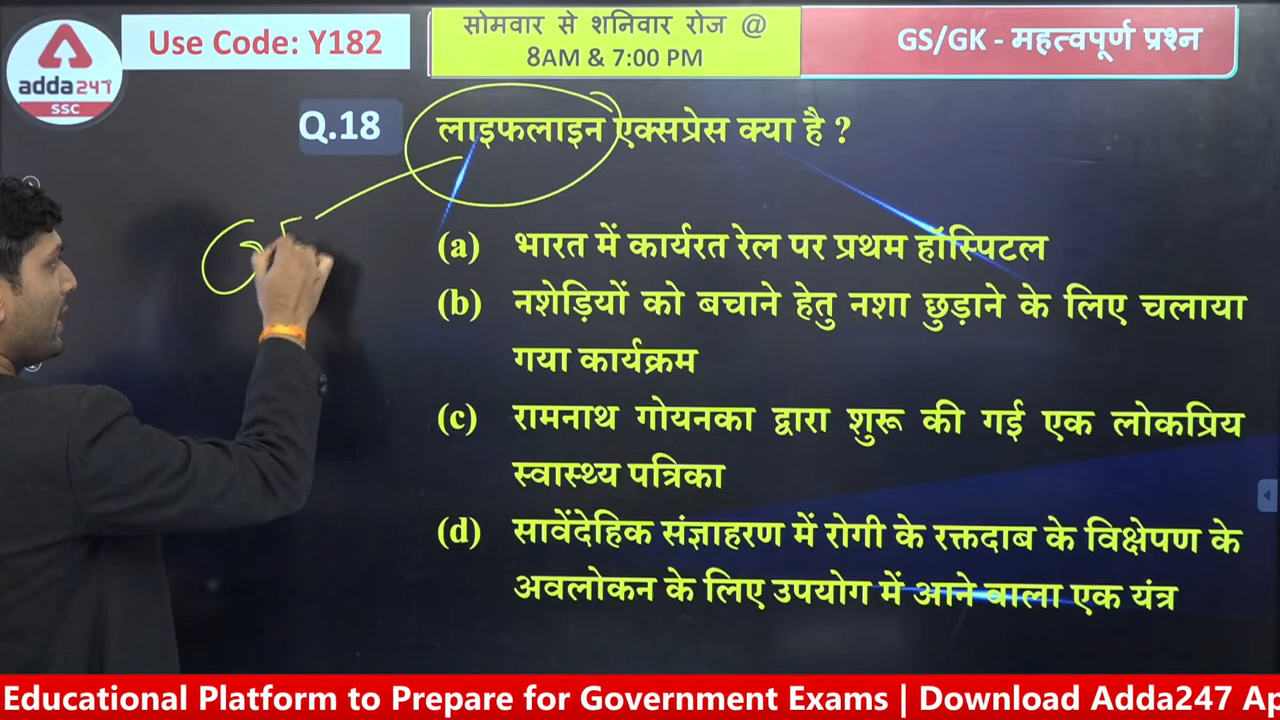 adda247
SSC
Use Code: Y182
सोमवार से शनिवार रोज @
8AM & 7:00 PM
GS/GK - महत्वपूर्ण प्रश्न
Q.18
लाइफलाइन एक्सप्रेस क्या है ?
(a) भारत में कार्यरत रेल पर प्रथम हॉस्पिटल
(b) नशेड़ियों को बचाने हेतु नशा छुड़ाने के लिए चलाया
गया कार्यक्रम
(c) रामनाथ गोयनका द्वारा शुरू की गई एक लोकप्रिय
स्वास्थ्य पत्रिका
(d) सावेंदेहिक संज्ञाहरण में रोगी के रक्तदाब के विक्षेपण के
अवलोकन के लिए उपयोग में आने वाला एक यंत्र
Educational Platform to Prepare for Government Exams | Download Adda247 Ap